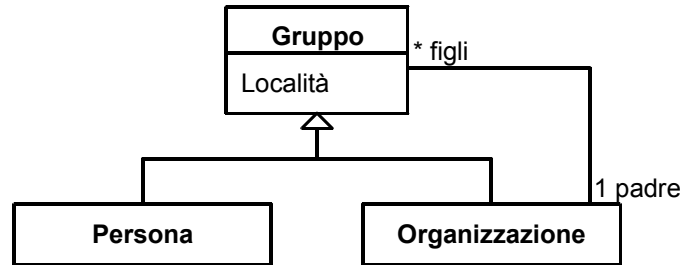 Gruppo
* figli
Località
1 padre
Persona
Organizzazione